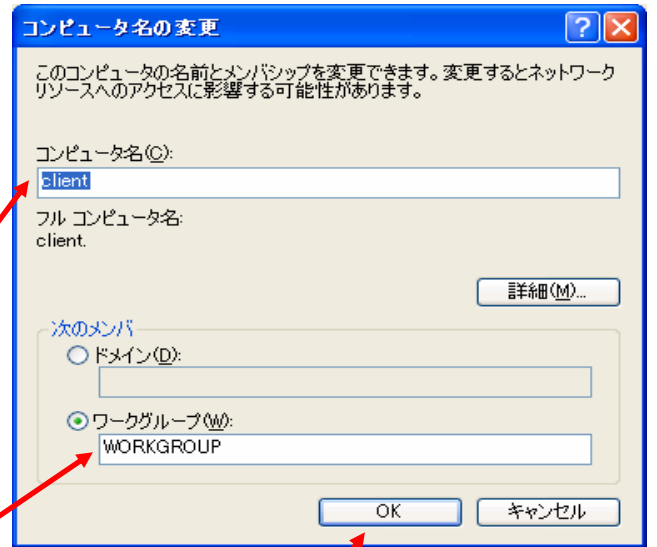 コンピュータ名の変更
このコンピュータの名前とメンバシップを変更できます。変更するとネットワーク
リソースへのアクセスに影響する可能性があります。
コンピュータ名(C):
client
フル コンピュータ名:
client.
詳細(M)...
次のメンバ
ドメイン(D):
ワークグループ(W):
WORKGROUP
OK
キャンセル